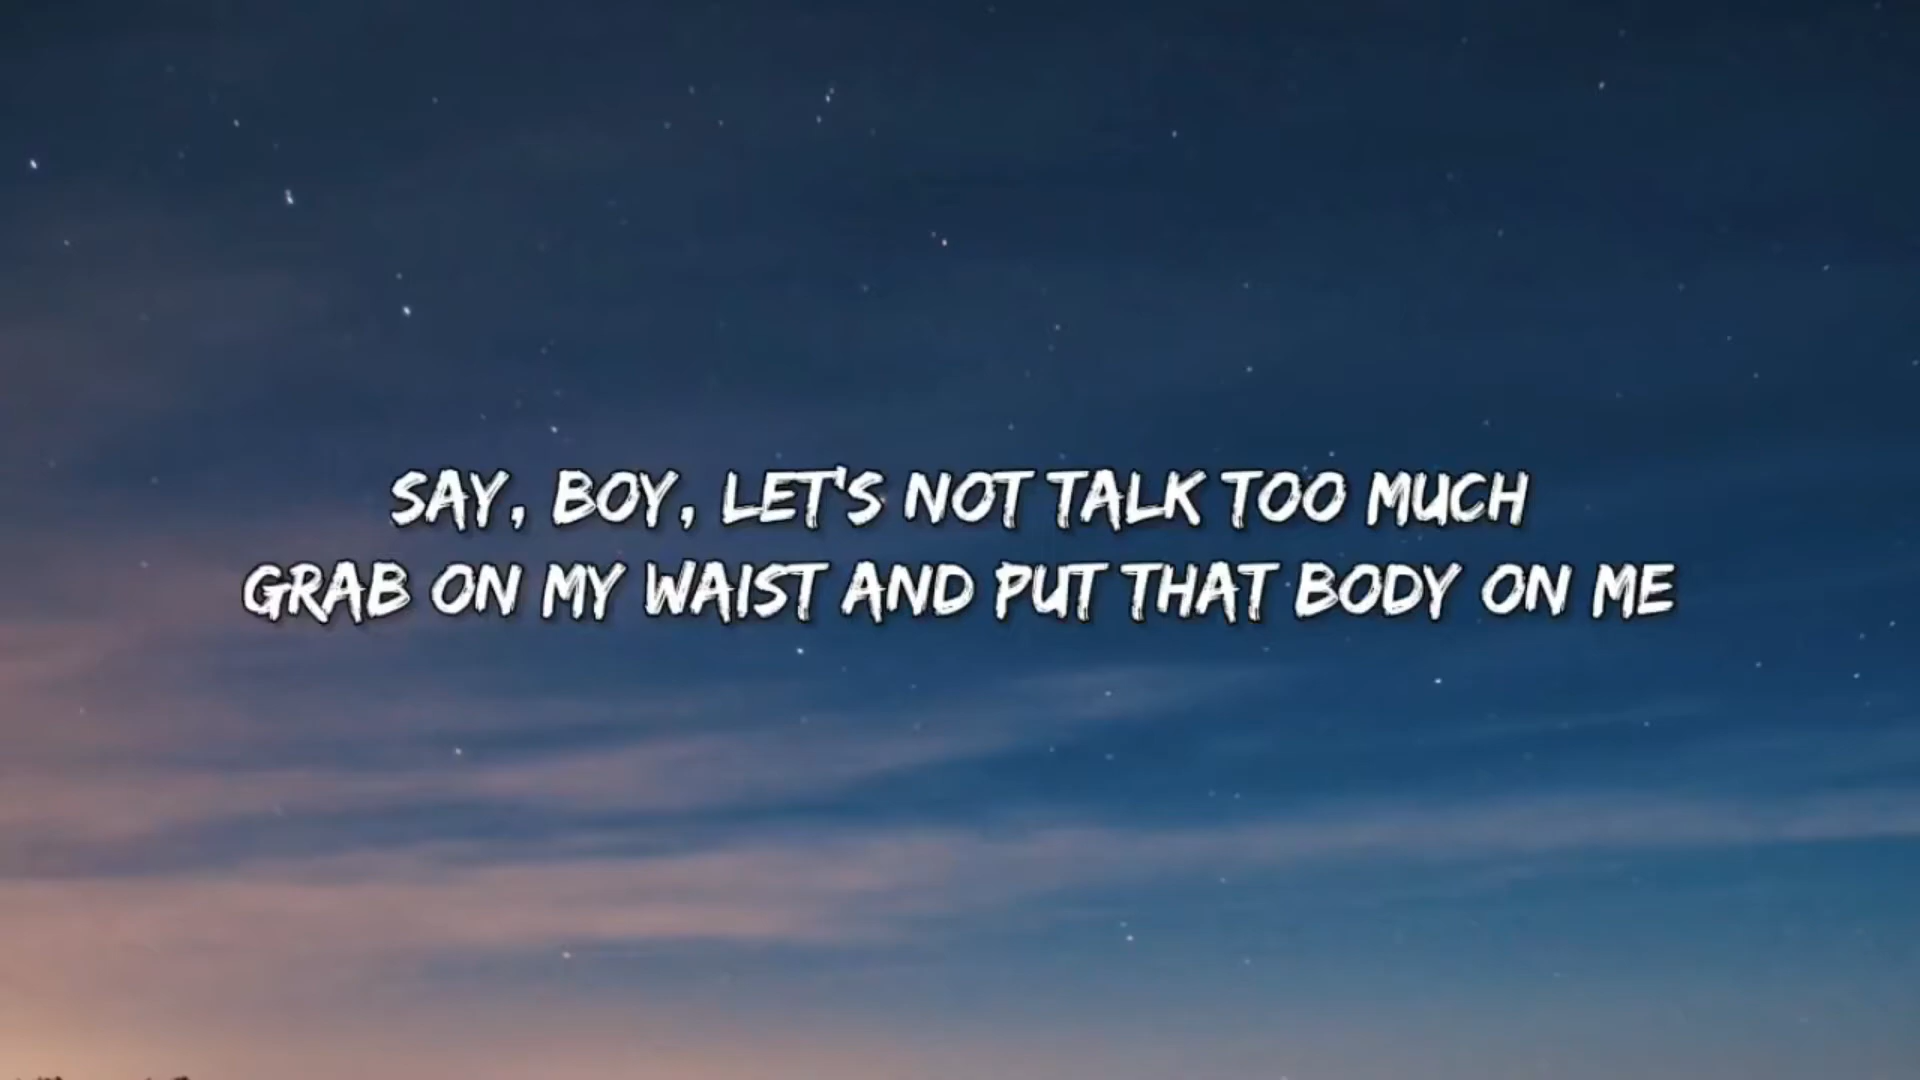 SAY, BOY, LET'S NOT TALK TOO MUCH
GRAB ON MY WAIST AND PUT THAT BODY ON ME